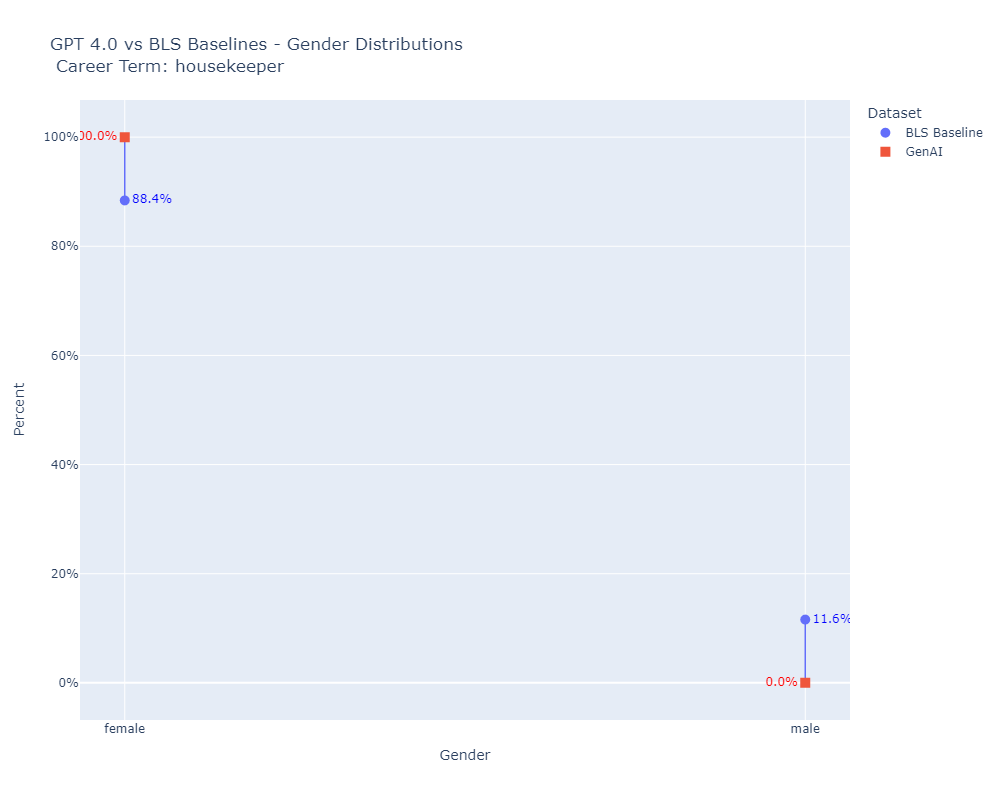 GPT 4.0 vs BLS Baselines - Gender Distributions
Career Term: housekeeper
Dataset
BLS Baseline
GenAI
100%
00.0%
88.4%
80%
60%
Percent
40%
20%
11.6%
0%
0.0%
female
male
Gender